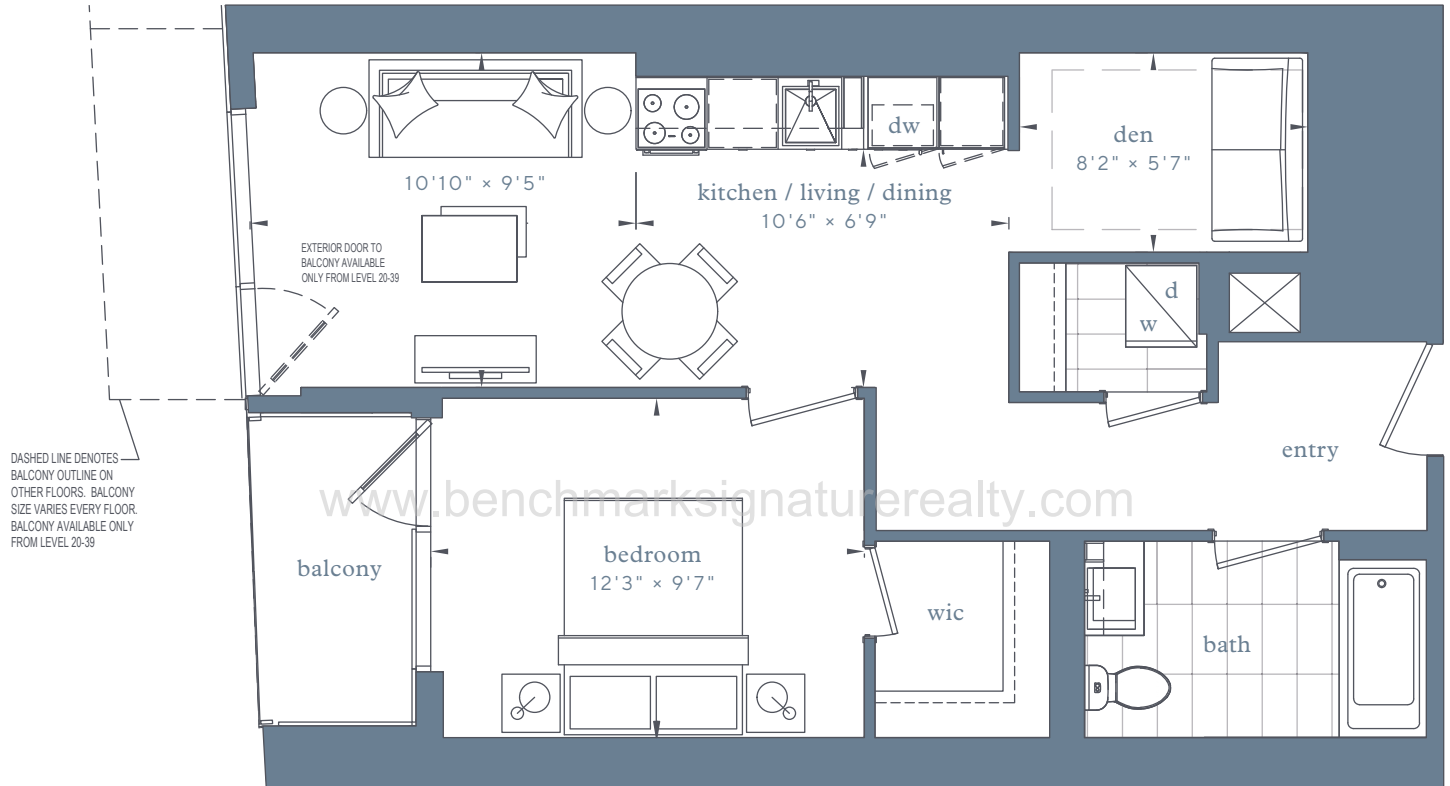 dw
den
8'2" × 5'7"
10'10" × 9'5"
kitchen / living / dining
10'6" × 6'9"
EXTERIOR DOOR TO
BALCONY AVAILABLE
ONLY FROM LEVEL 20-39
d
w
entry
DASHED LINE DENOTES
BALCONY OUTLINE ON
OTHER FLOORS. BALCONY
SIZE VARIES EVERY FLOOR.
BALCONY AVAILABLE ONLY
FROM LEVEL 20-39
www.benchmarksignaturerealty.com
balcony
bedroom
12'3" × 9'7"
wic
bath